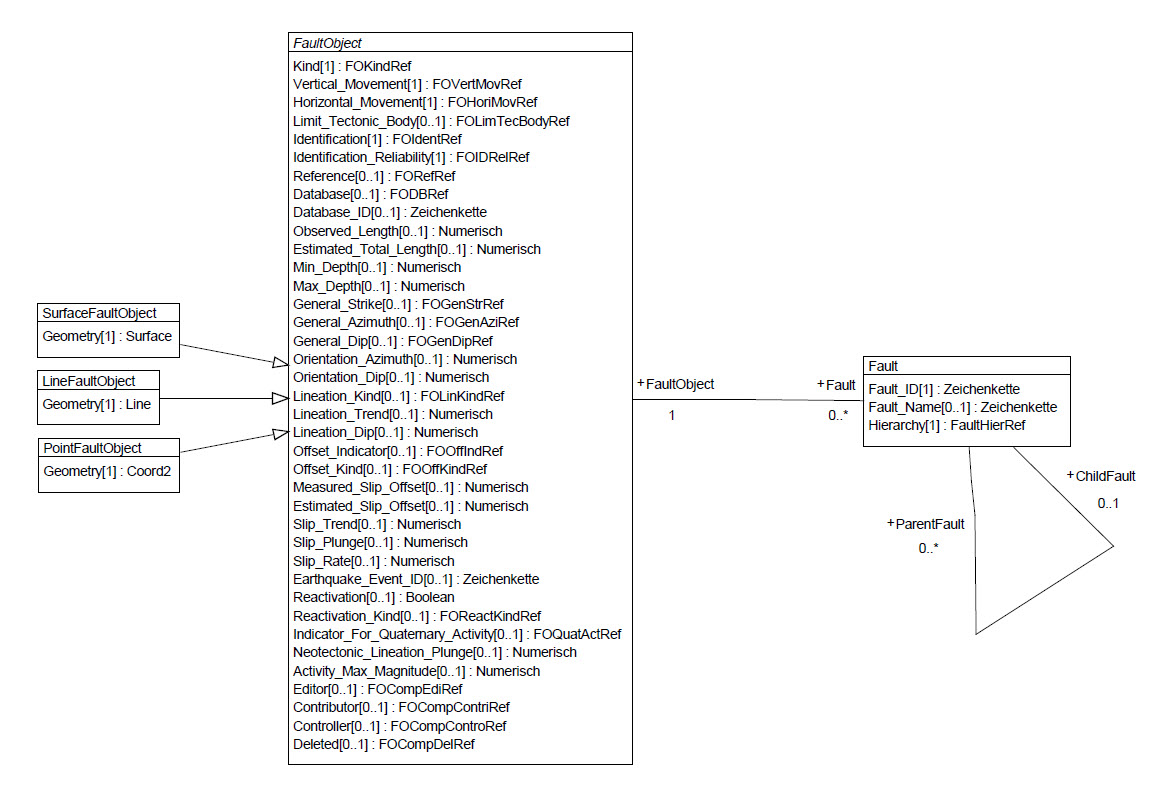 FaultObject
Kind[1] : FOKindRef
Vertical_Movement[1] : FOVertMovRef
Horizontal_Movement[1] : FOHoriMovRef
Limit_Tectonic_Body[0..1] : FOLimTecBodyRef
Identification[1] : FOIdentRef
Identification_Reliability[1] : FOIDRelRef
Reference[0..1] : FORefRef
Database[0..1] : FODBRef
Database_ID[0..1] : Zeichenkette
Observed_Length[0..1] : Numerisch
Estimated_Total_Length[0..1] : Numerisch
Min_Depth[0..1] : Numerisch
Max_Depth[0..1] : Numerisch
General_Strike[0..1] : FOGenStrRef
General_Azimuth[0..1] : FOGenAziRef
General_Dip[0..1] : FOGenDipRef
Orientation_Azimuth[0..1] : Numerisch
Orientation_Dip[0..1] : Numerisch
Lineation_Kind[0..1] : FOLinKindRef
Lineation_Trend[0..1] : Numerisch
Lineation_Dip[0..1] : Numerisch
Offset_Indicator[0..1] : FOOffIndRef
Offset_Kind[0..1] : FOOffKindRef
Measured_Slip_Offset[0..1] : Numerisch
Estimated_Slip_Offset[0..1] : Numerisch
Slip_Trend[0..1] : Numerisch
Slip_Plunge[0..1] : Numerisch
Slip_Rate[0..1] : Numerisch
Earthquake_Event_ID[0..1] : Zeichenkette
Reactivation[0..1] : Boolean
Reactivation_Kind[0..1] : FOReactKindRef
Indicator_For_Quaternary_Activity[0..1] : FOQuatActRef
Neotectonic_Lineation_Plunge[0..1] : Numerisch
Activity_Max_Magnitude[0..1] : Numerisch
Editor[0..1] : FOCompEdiRef
Contributor[0..1] : FOCompContriRef
Controller[0..1] : FOCompControRef
Deleted[0..1] : FOCompDelRef
SurfaceFaultObject
Geometry[1] : Surface
LineFaultObject
Geometry[1] : Line
PointFaultObject
Geometry[1] : Coord2
+FaultObject
1
+Fault
0..*
Fault
Fault_ID[1] : Zeichenkette
Fault_Name[0..1] : Zeichenkette
Hierarchy[1] : FaultHierRef
+ChildFault
0..1
+ParentFault
0..*